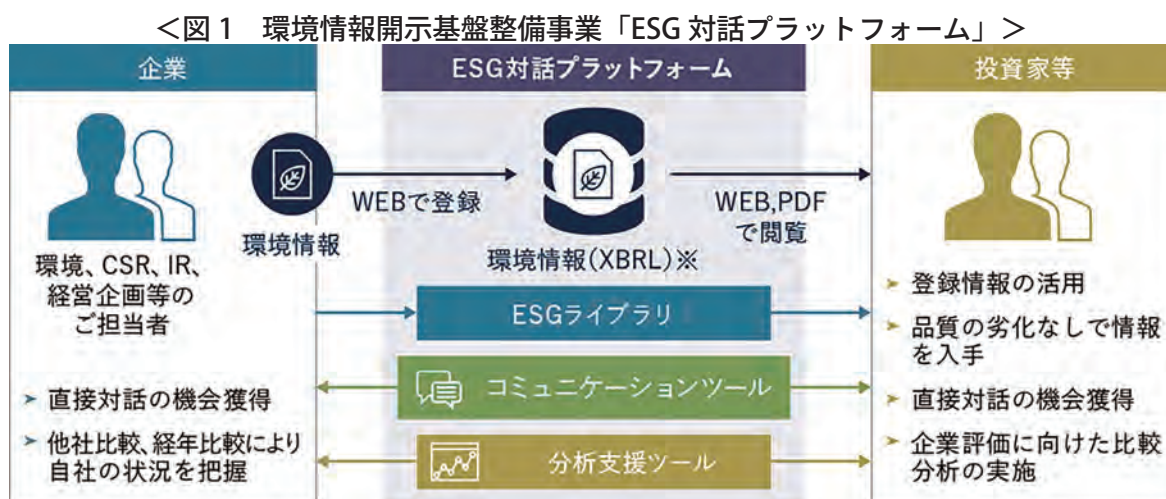 ＜図1　環境情報開示基盤整備事業「ESG 対話プラットフォーム」＞
企業
ESG対話プラットフォーム
投資家等
WEBで登録
WEB,PDF
で閲覧
環境情報
環境情報(XBRL)※
環境、CSR、IR、
経営企画等の
ご担当者
ESGライブラリ
コミュニケーションツール
分析支援ツール
➤ 直接対話の機会獲得
➤ 他社比較、経年比較により
自社の状況を把握
➤ 登録情報の活用
➤ 品質の劣化なしで情報
を入手
➤ 直接対話の機会獲得
➤ 企業評価に向けた比較
分析の実施